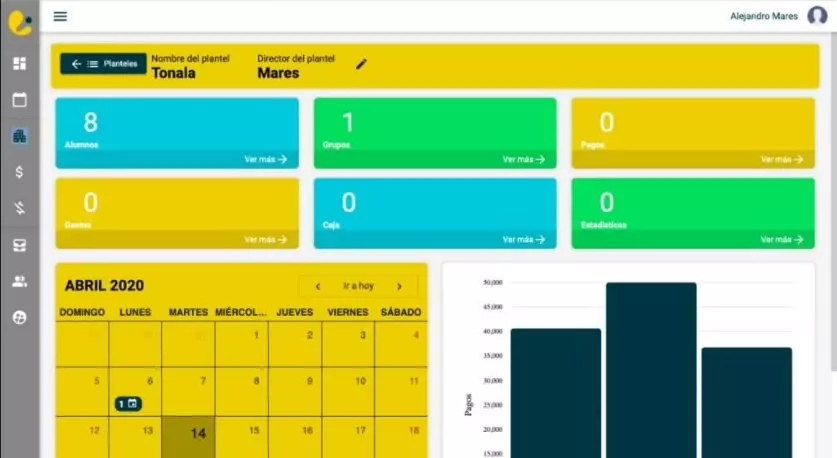 Alejandro Mares
Planteles
Nombre del plantel
Tonala
Director del plantel
Mares
8
Alumnos
Ver más
1
Grupos
Ver más
0
Pagos
Ver más
0
Gastos
Ver más
0
Caja
Ver más
0
Estadísticas
Ver más
ABRIL 2020
Ir a hoy
DOMINGO LUNES MARTES MIÉRCOL... JUEVES VIERNES SÁBADO
1 2 3 4
5 6 7 8 9 10 11
1
12 13 14 15 16 17 18
50,000
45,000
40,000
35,000
30,000
25,000
20,000
15,000
Pagos